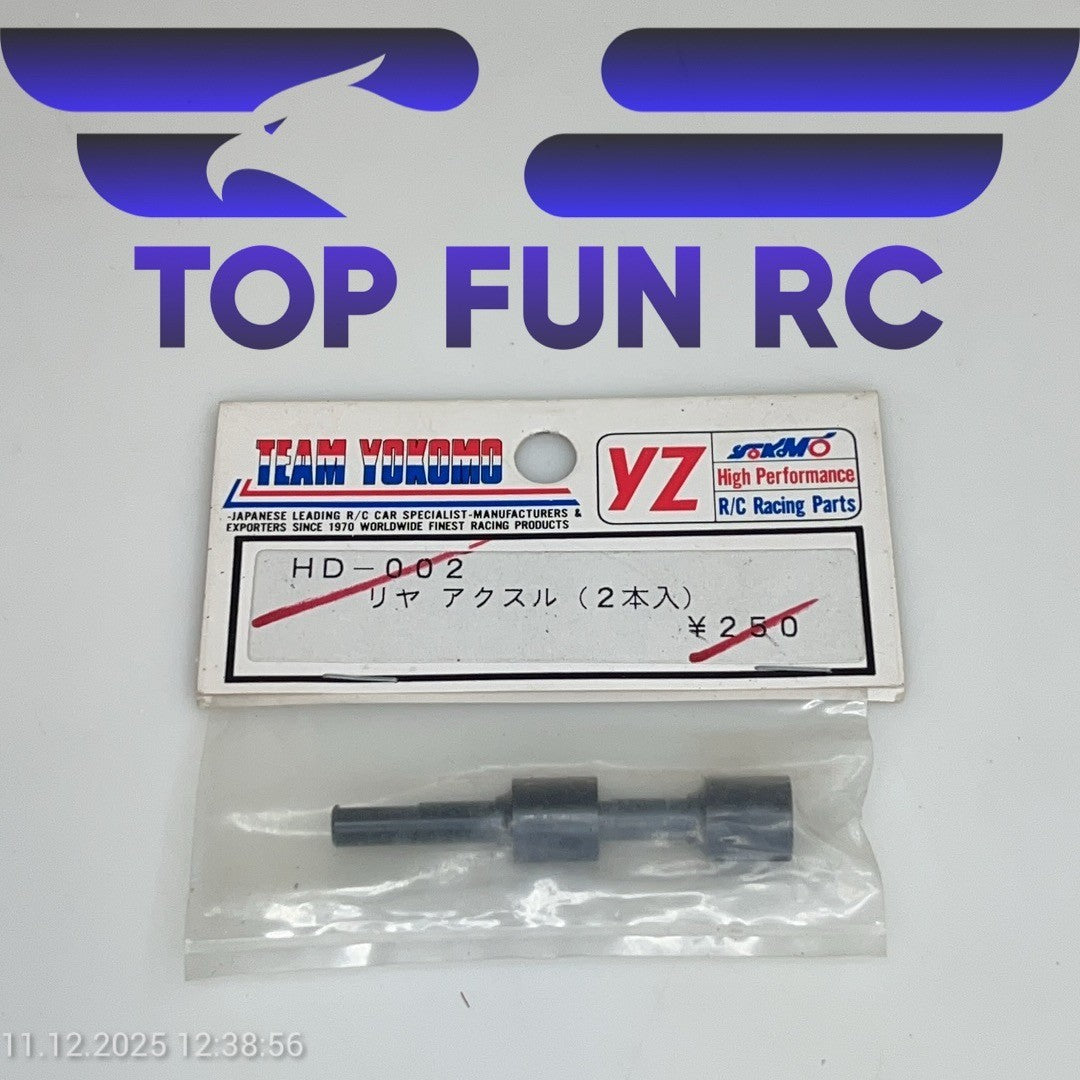 TOP FUN RC
TEAM YOKOMO
-JAPANESE LEADING R/C CAR SPECIALIST-MANUFACTURERS &
EXPORTERS SINCE 1970 WORLDWIDE FINEST RACING PRODUCTS
YZ
YOKOMO
High Performance
R/C Racing Parts
HD-002
リヤ アクスル(2本入)
¥250
11.12.2025 12:38:56